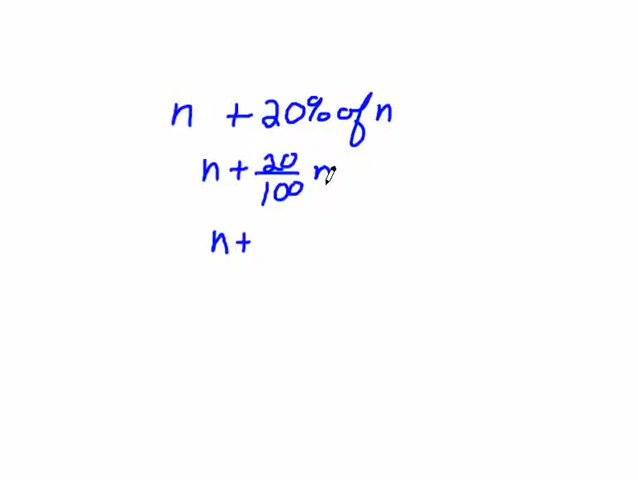 n + 20% of n
n + 20/100 n
n +